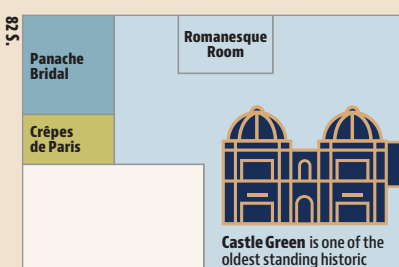 82 S.
Panache
Bridal
Romanesque
Room
Crêpes
de Paris
Castle Green is one of the
oldest standing historic